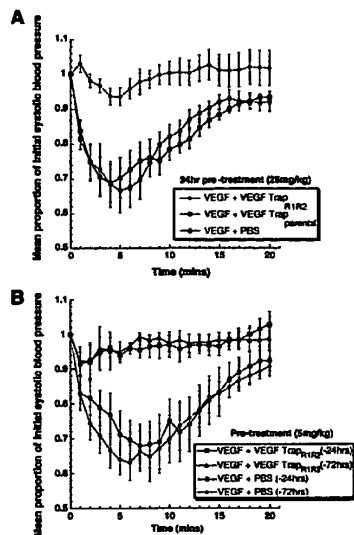 A
Mean proportion of initial systolic blood pressure
1.1
1
0.9
0.8
0.7
0.6
0.5
0
5
10
15
20
Time (mins)
24hr pre-treatment (25mg/kg)
VEGF + VEGF Trap R1R2
VEGF + VEGF Trap parental
VEGF + PBS
B
Mean proportion of initial systolic blood pressure
1.1
1.0
0.9
0.8
0.7
0.6
0.5
0
5
10
15
20
Time (mins)
Pre-treatment (5mg/kg)
VEGF + VEGF TrapR1R2(-24hrs)
VEGF + VEGF TrapR1R2(-72hrs)
VEGF + PBS (-24hrs)
VEGF + PBS (-72hrs)